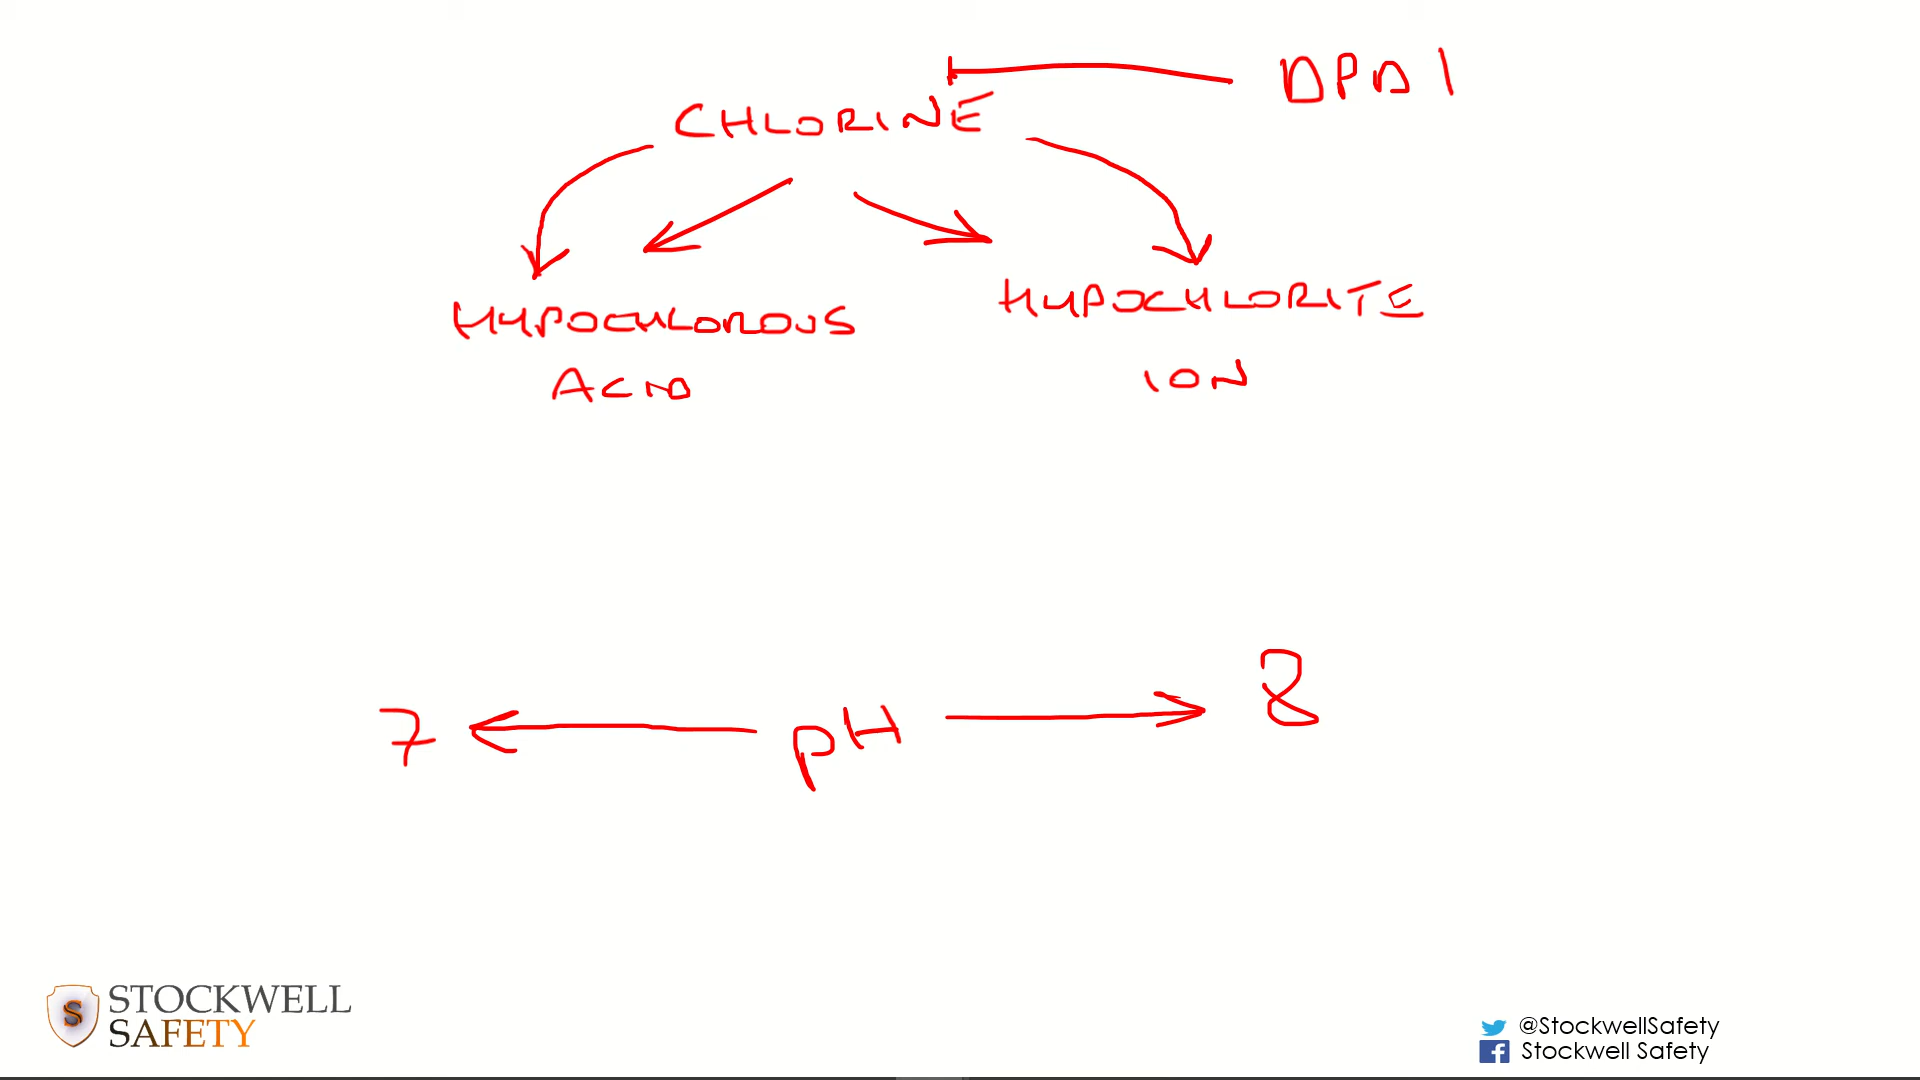 DPD 1
CHLORINE
HYPOCHLOROUS
ACID
HYPOCHLORITE
ION
7
pH
8
STOCKWELL
SAFETY
@StockwellSafety
Stockwell Safety